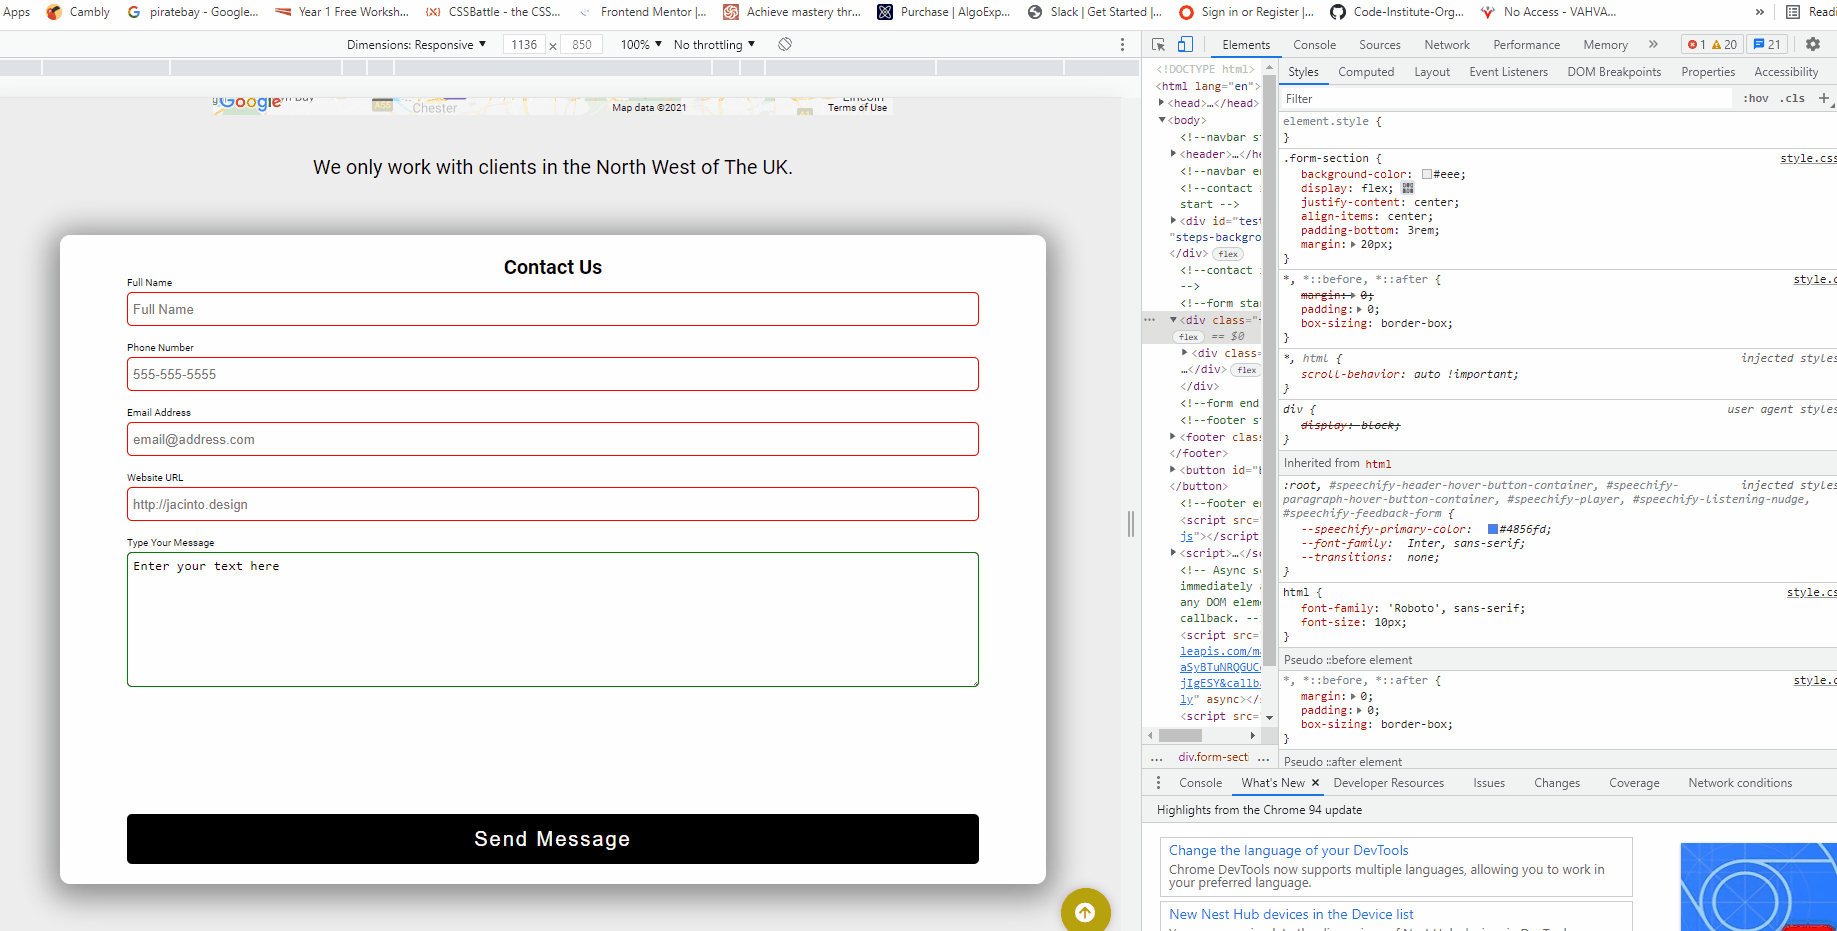 Apps Cambly piratebay - Google... Year 1 Free Worksh... CSSBattle - the CSS... Frontend Mentor |... Achieve mastery thr... Purchase | AlgoExp... Slack | Get Started |... Sign in or Register |... Code-Institute-Org... No Access - VAHVA... » Readi
Dimensions: Responsive ▼ 1136 × 850 100% ▼ No throttling ▼
Elements Console Sources Network Performance Memory » 1 20 21
Google Chester Map data ©2021 Terms of Use
We only work with clients in the North West of The UK.
Contact Us
Full Name
Full Name
Phone Number
555-555-5555
Email Address
email@address.com
Website URL
http://jacinto.design
Type Your Message
Enter your text here
Send Message
<!DOCTYPE html>
<html lang="en">
<head>…</head>
<body>
<!--navbar s
<header>…</he
<!--navbar e
<!--contact
start -->
<div id="test
"steps-backgro
</div> flex
<!--contact
-->
<!--form sta
<div class="
flex == $0
<div class=
…</div> flex
</div>
<!--form end
<!--footer s
<footer clas
</footer>
<button id="
</button>
<!--footer e
<script src="
js"></script
<script>…</s
<!-- Async s
immediately
any DOM elem
callback. --
<script src="
leapis.com/ma
aSyBTuNRQGUC
jIgESY&callb
ly" async></s
<script src=
… div.form-secti …
Styles Computed Layout Event Listeners DOM Breakpoints Properties Accessibility
Filter :hov .cls +
element.style {
}
.form-section { style.css
background-color: #eee;
display: flex;
justify-content: center;
align-items: center;
padding-bottom: 3rem;
margin: 20px;
}
*, *::before, *::after { style.c
margin: 0;
padding: 0;
box-sizing: border-box;
}
*, html { injected styles
scroll-behavior: auto !important;
}
div { user agent styles
display: block;
}
Inherited from html
:root, #speechify-header-hover-button-container, #speechify- injected styles
paragraph-hover-button-container, #speechify-player, #speechify-listening-nudge,
#speechify-feedback-form {
--speechify-primary-color: #4856fd;
--font-family: Inter, sans-serif;
--transitions: none;
}
html { style.cs
font-family: 'Roboto', sans-serif;
font-size: 10px;
}
Pseudo ::before element
*, *::before, *::after { style.c
margin: 0;
padding: 0;
box-sizing: border-box;
}
Pseudo ::after element
Console What's New × Developer Resources Issues Changes Coverage Network conditions
Highlights from the Chrome 94 update
Change the language of your DevTools
Chrome DevTools now supports multiple languages, allowing you to work in
your preferred language.
New Nest Hub devices in the Device list